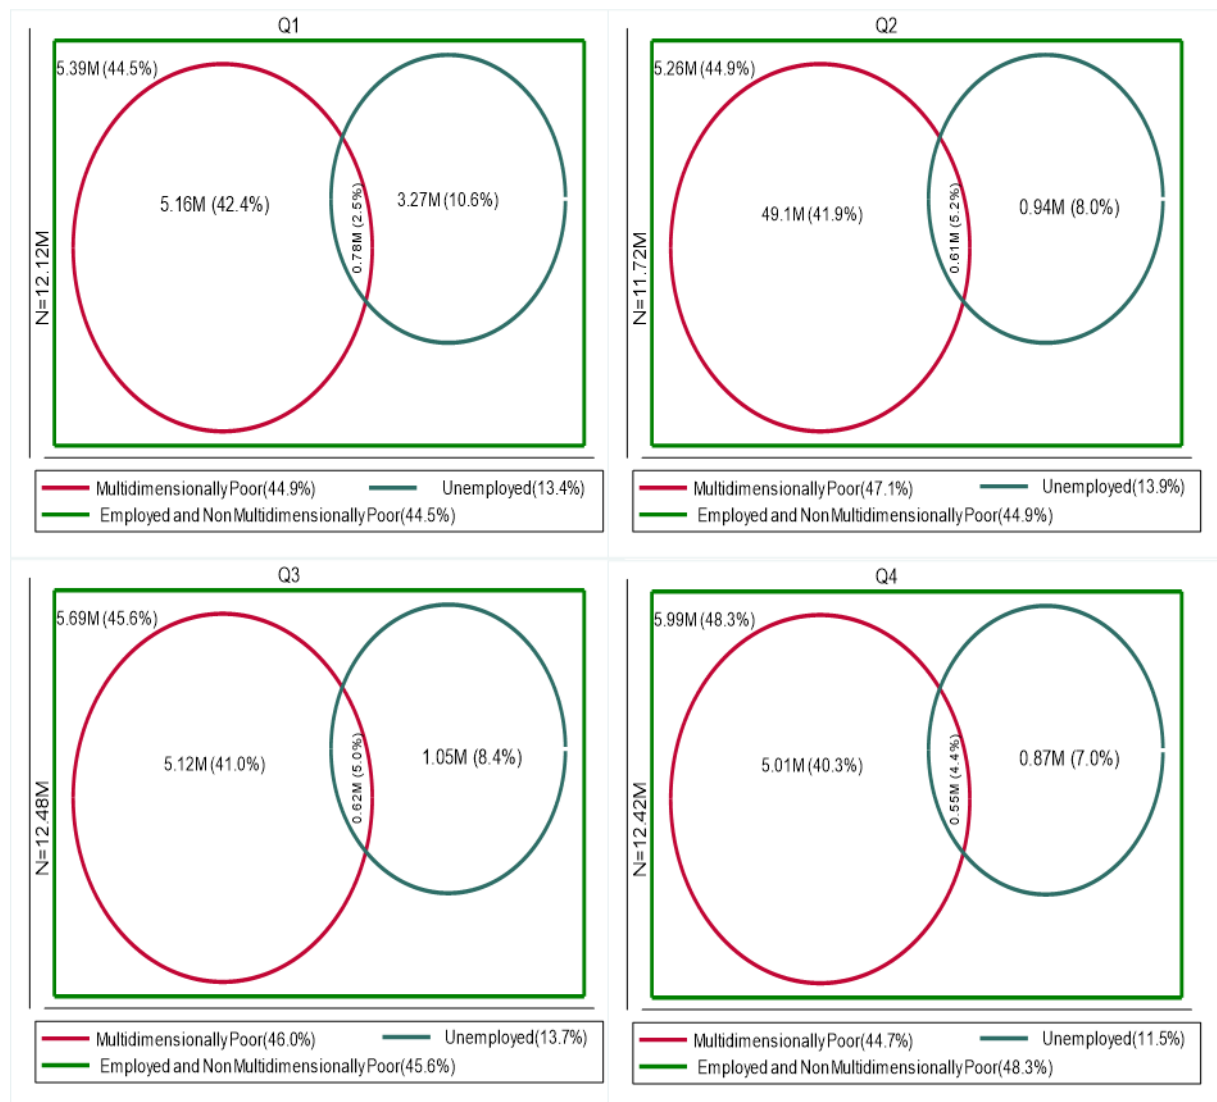 Q1
5.39M (44.5%)
5.16M (42.4%)
0.78M (2.5%)
3.27M (10.6%)
N=12.12M
Multidimensionally Poor(44.9%)
Unemployed(13.4%)
Employed and Non Multidimensionally Poor(44.5%)
Q2
5.26M (44.9%)
49.1M (41.9%)
0.61M (5.2%)
0.94M (8.0%)
N=11.72M
Multidimensionally Poor(47.1%)
Unemployed(13.9%)
Employed and Non Multidimensionally Poor(44.9%)
Q3
5.69M (45.6%)
5.12M (41.0%)
0.62M (5.0%)
1.05M (8.4%)
N=12.48M
Multidimensionally Poor(46.0%)
Unemployed(13.7%)
Employed and Non Multidimensionally Poor(45.6%)
Q4
5.99M (48.3%)
5.01M (40.3%)
0.55M (4.4%)
0.87M (7.0%)
N=12.42M
Multidimensionally Poor(44.7%)
Unemployed(11.5%)
Employed and Non Multidimensionally Poor(48.3%)